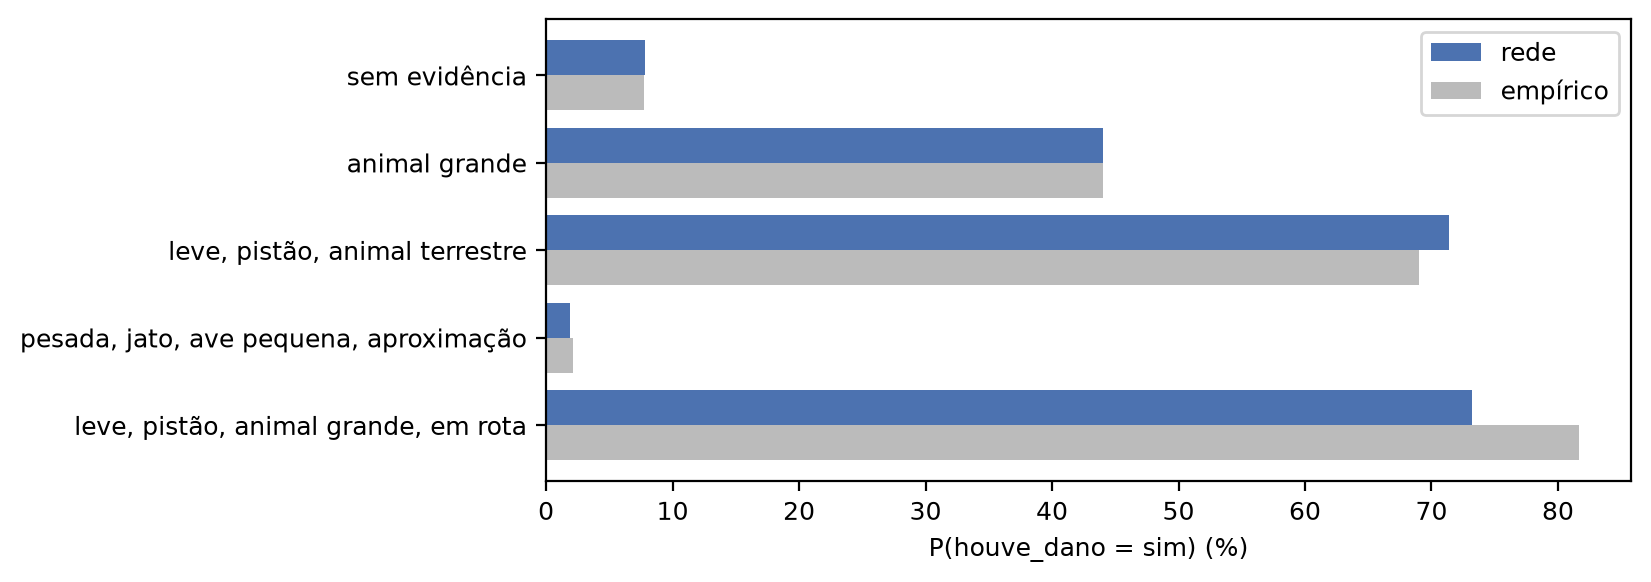 rede
empírico
sem evidência
animal grande
leve, pistão, animal terrestre
pesada, jato, ave pequena, aproximação
leve, pistão, animal grande, em rota
0 10 20 30 40 50 60 70 80
P(houve_dano = sim) (%)